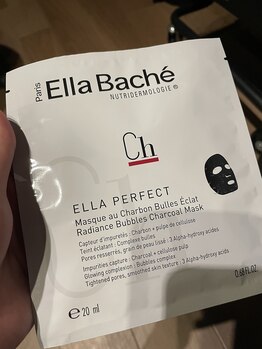 Paris
Ella Baché
NUTRIDERMOLOGIE ®
Ch
ELLA PERFECT
Masque au Charbon Bulles Éclat
Radiance Bubbles Charcoal Mask
Capteur d'impuretés : Charbon + pulpe de cellulose
Teint éclatant : Complexe bulles
Pores resserrés, grain de peau lissé : 3 Alpha-hydroxy acides
Impurities capture : Charcoal + cellulose pulp
Glowing complexion : Bubbles complex
Tightened pores, smoothed skin texture : 3 Alpha-hydroxy acids
℮ 20 ml
0.68 FL OZ